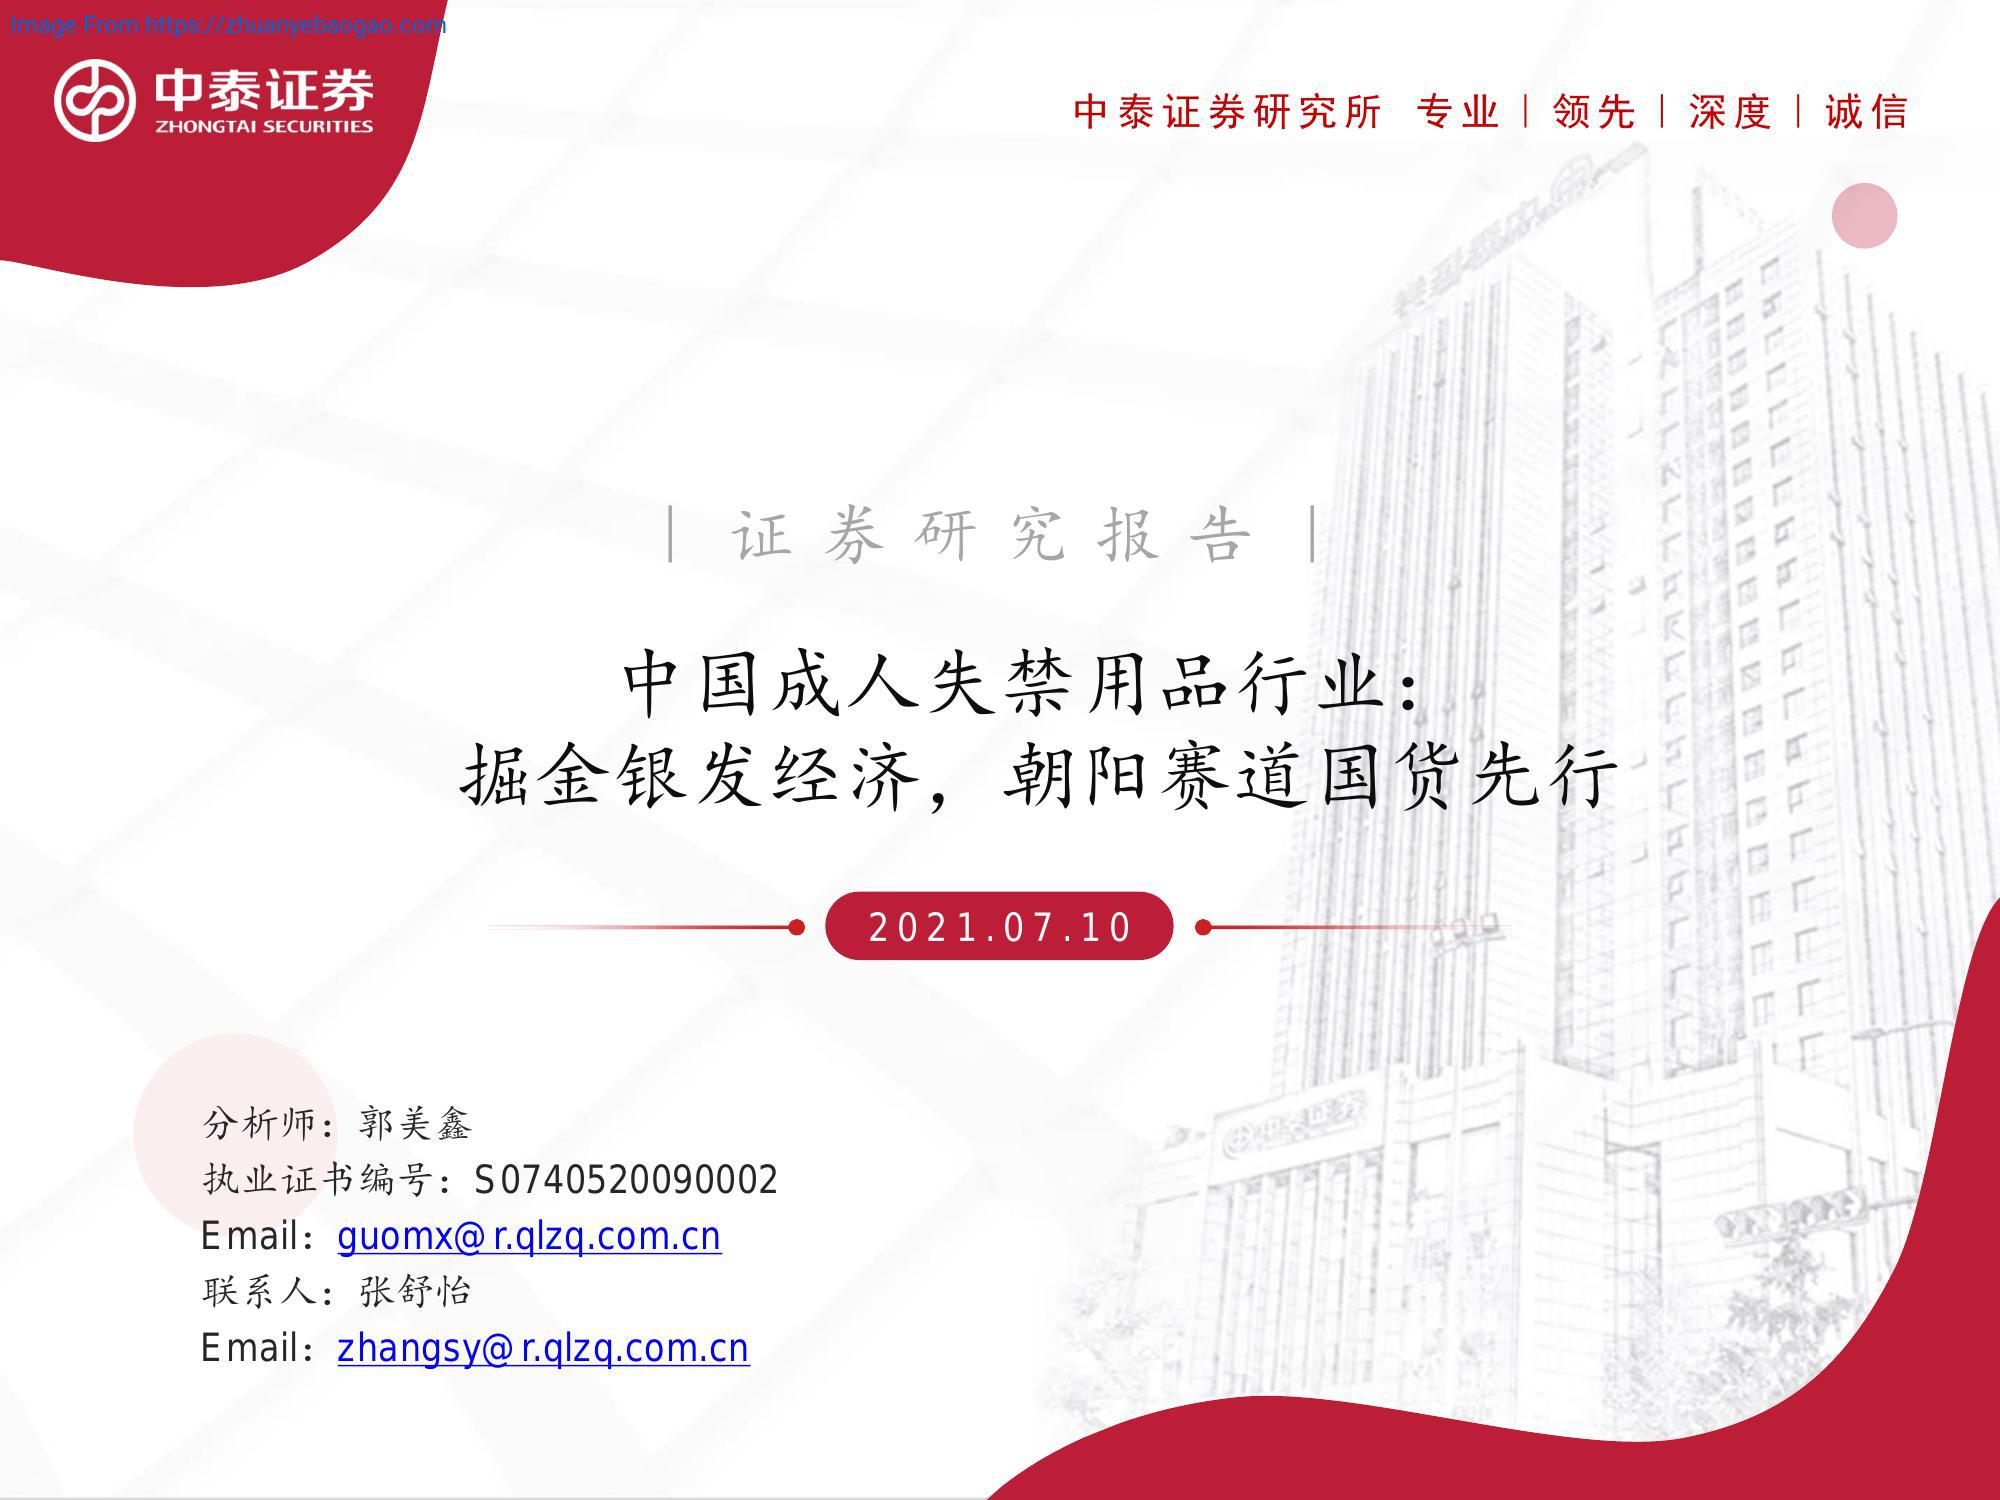 Image From https://zhuanyebaogao.com
中泰证券
ZHONGTAI SECURITIES
中泰证券研究所 专业｜领先｜深度｜诚信
｜证券研究报告｜
中国成人失禁用品行业：
掘金银发经济，朝阳赛道国货先行
2021.07.10
分析师：郭美鑫
执业证书编号：S0740520090002
Email：guomx@r.qlzq.com.cn
联系人：张舒怡
Email：zhangsy@r.qlzq.com.cn
中泰证券